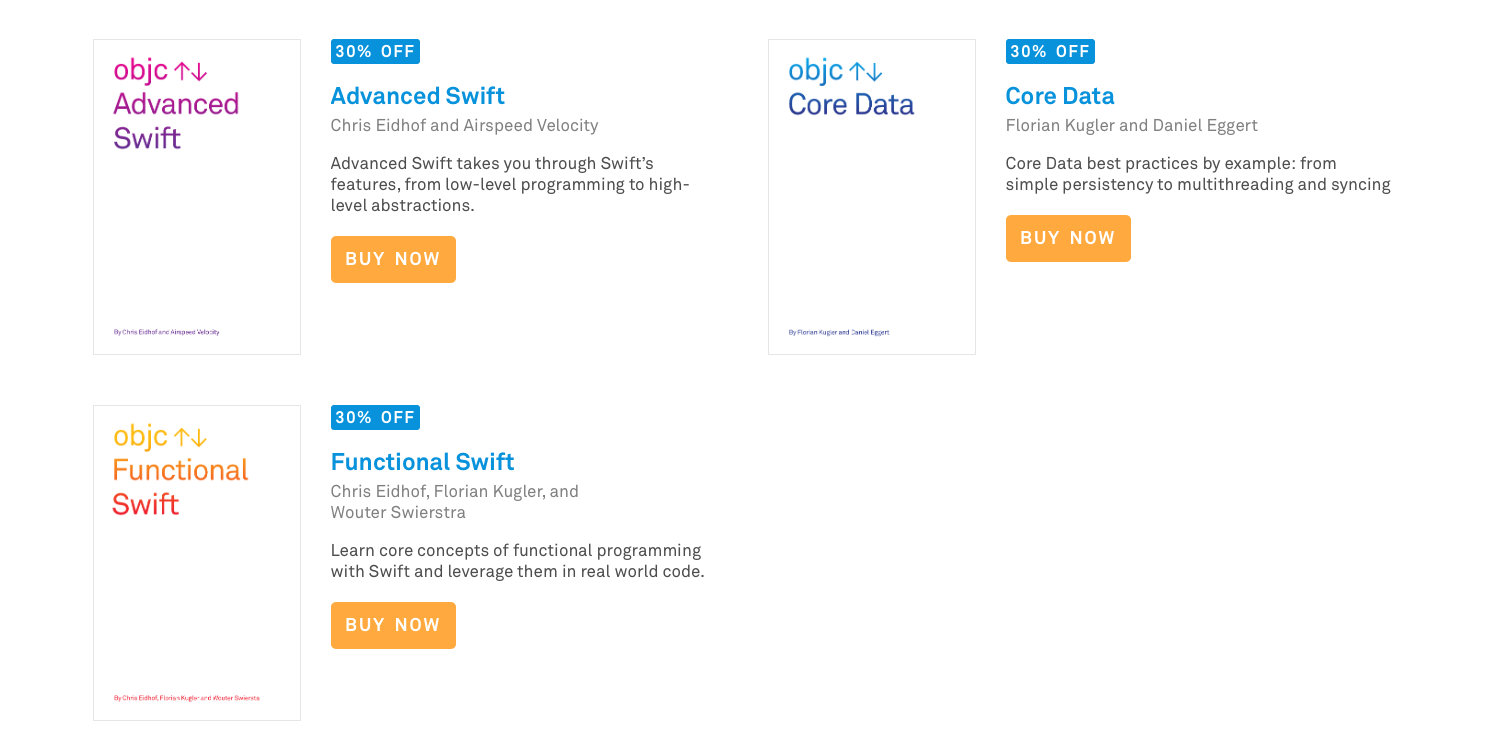 objc ↑↓
Advanced
Swift
By Chris Eidhof and Airspeed Velocity
30% OFF
Advanced Swift
Chris Eidhof and Airspeed Velocity
Advanced Swift takes you through Swift’s
features, from low-level programming to high-
level abstractions.
BUY NOW
objc ↑↓
Core Data
By Florian Kugler and Daniel Eggert
30% OFF
Core Data
Florian Kugler and Daniel Eggert
Core Data best practices by example: from
simple persistency to multithreading and syncing
BUY NOW
objc ↑↓
Functional
Swift
By Chris Eidhof, Florian Kugler and Wouter Swierstra
30% OFF
Functional Swift
Chris Eidhof, Florian Kugler, and
Wouter Swierstra
Learn core concepts of functional programming
with Swift and leverage them in real world code.
BUY NOW